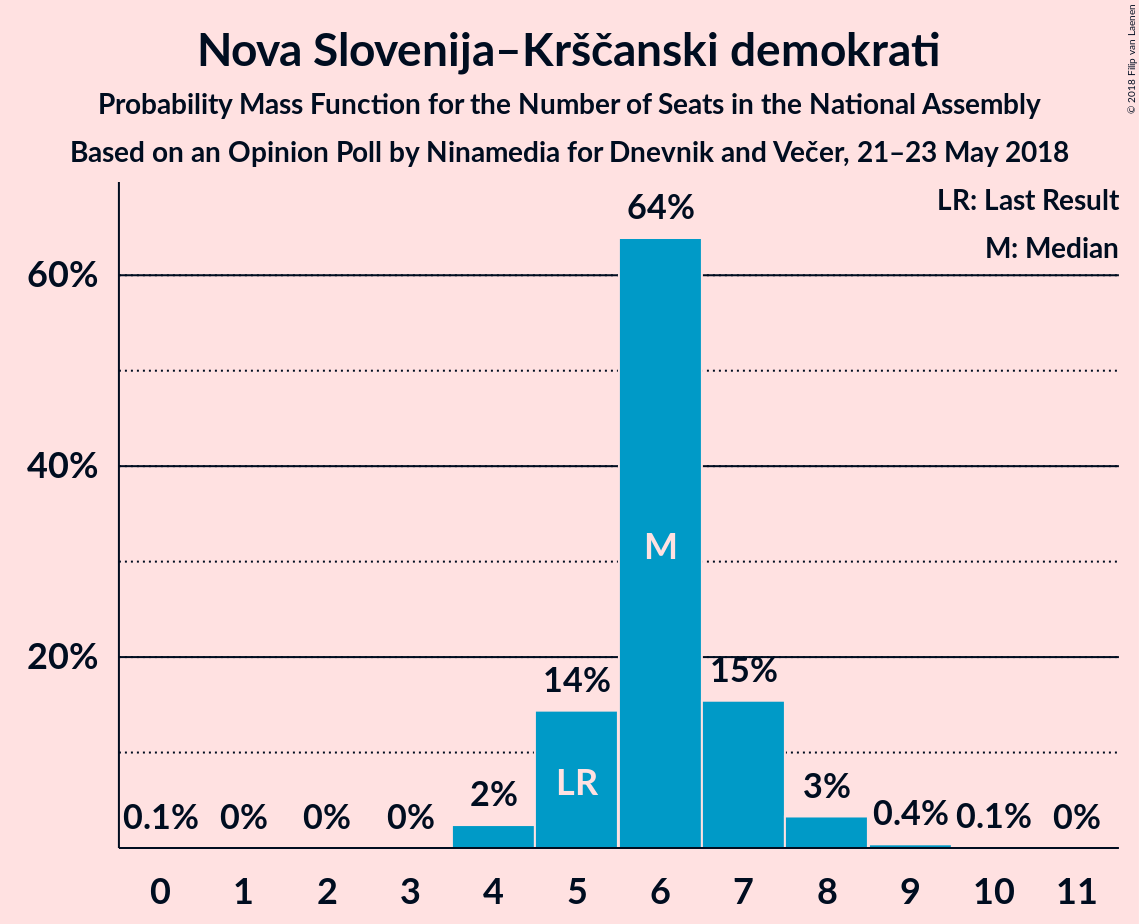 Nova Slovenija–Krščanski demokrati
Probability Mass Function for the Number of Seats in the National Assembly
Based on an Opinion Poll by Ninamedia for Dnevnik and Večer, 21–23 May 2018
© 2018 Filip van Laenen
LR: Last Result
M: Median
60%
40%
20%
0.1% 0% 0% 0% 2% 14% 64% 15% 3% 0.4% 0.1% 0%
LR
M
0 1 2 3 4 5 6 7 8 9 10 11